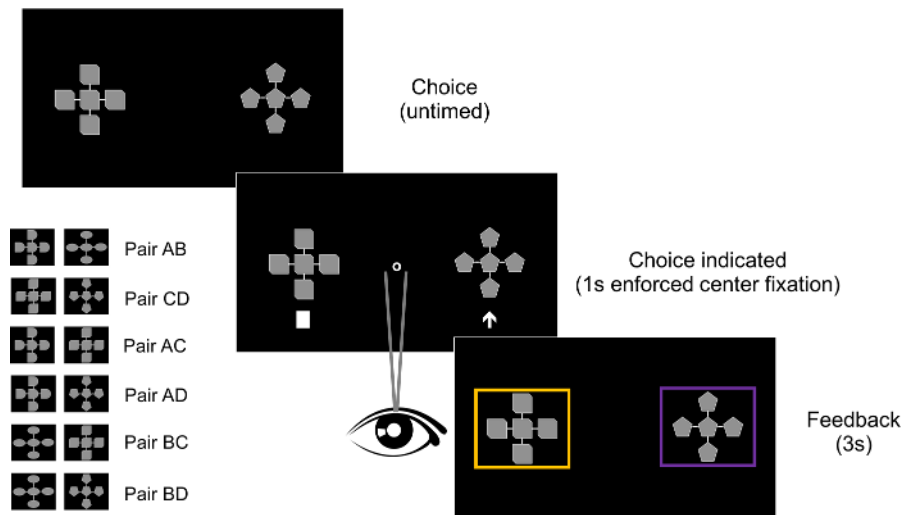 Choice
(untimed)
Choice indicated
(1s enforced center fixation)
Feedback
(3s)
Pair AB
Pair CD
Pair AC
Pair AD
Pair BC
Pair BD